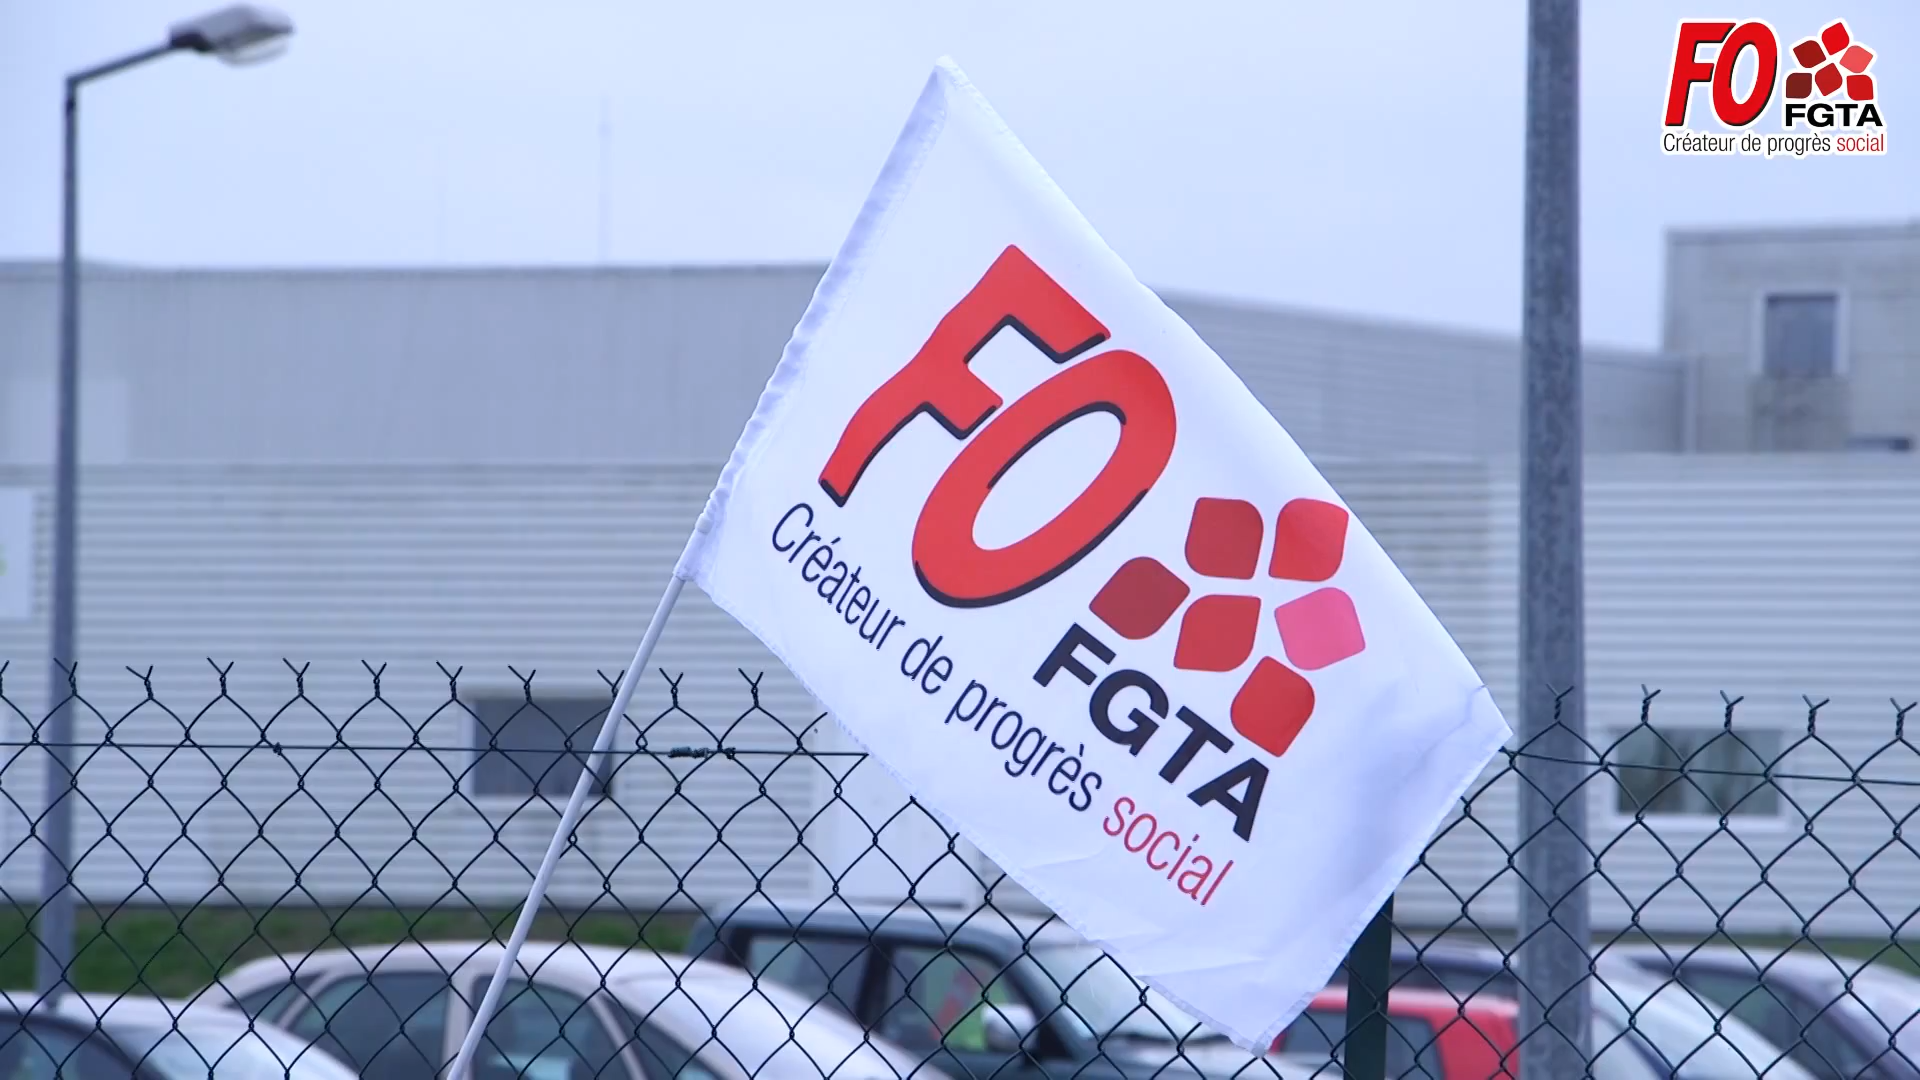 FO
FGTA
Créateur de progrès social
FO
FGTA
Créateur de progrès social